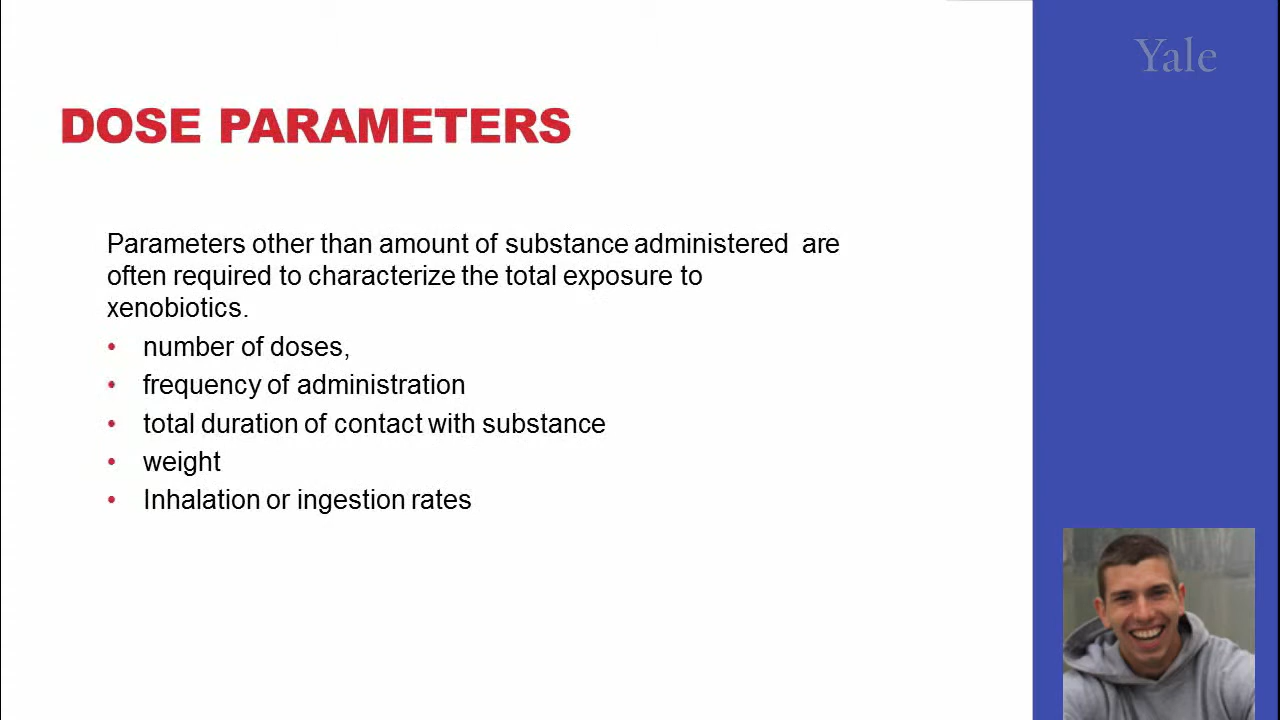 Yale
DOSE PARAMETERS
Parameters other than amount of substance administered  are
often required to characterize the total exposure to
xenobiotics.
• number of doses,
• frequency of administration
• total duration of contact with substance
• weight
• Inhalation or ingestion rates